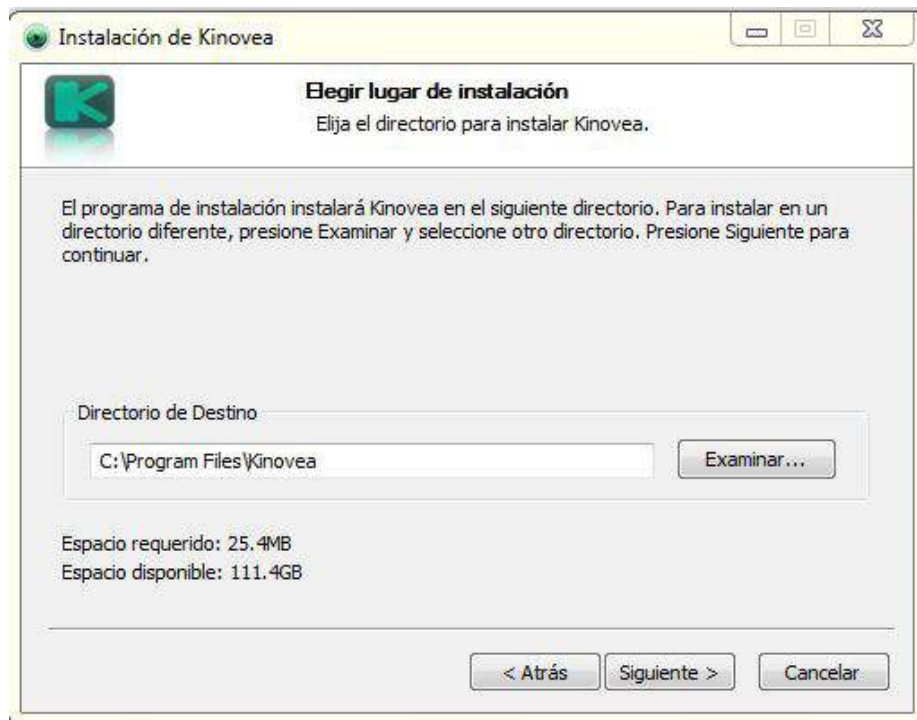 Instalación de Kinovea
Elegir lugar de instalación
Elija el directorio para instalar Kinovea.
El programa de instalación instalará Kinovea en el siguiente directorio. Para instalar en un
directorio diferente, presione Examinar y seleccione otro directorio. Presione Siguiente para
continuar.
Directorio de Destino
C:\Program Files\Kinovea
Examinar...
Espacio requerido: 25.4MB
Espacio disponible: 111.4GB
< Atrás
Siguiente >
Cancelar